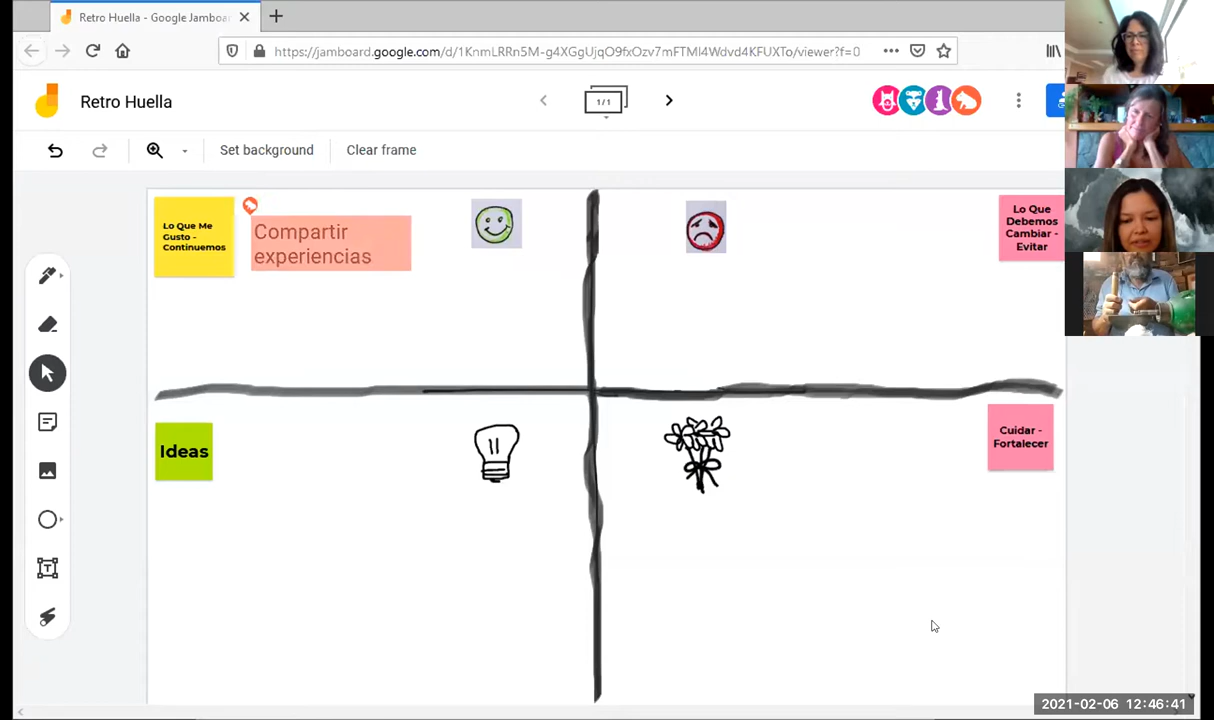 Retro Huella - Google Jamboa
https://jamboard.google.com/d/1KnmLRRn5M-g4XGgUjqO9fxOzv7mFTMl4Wdvd4KFUXTo/viewer?f=0
Retro Huella
1/1
Set background
Clear frame
Lo Que Me
Gusto -
Continuemos
Compartir
experiencias
Lo Que
Debemos
Cambiar -
Evitar
Ideas
Cuidar -
Fortalecer
2021-02-06 12:46:41